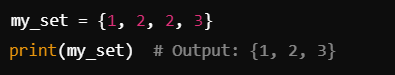 my_set = {1, 2, 2, 3}
print(my_set)  # Output: {1, 2, 3}